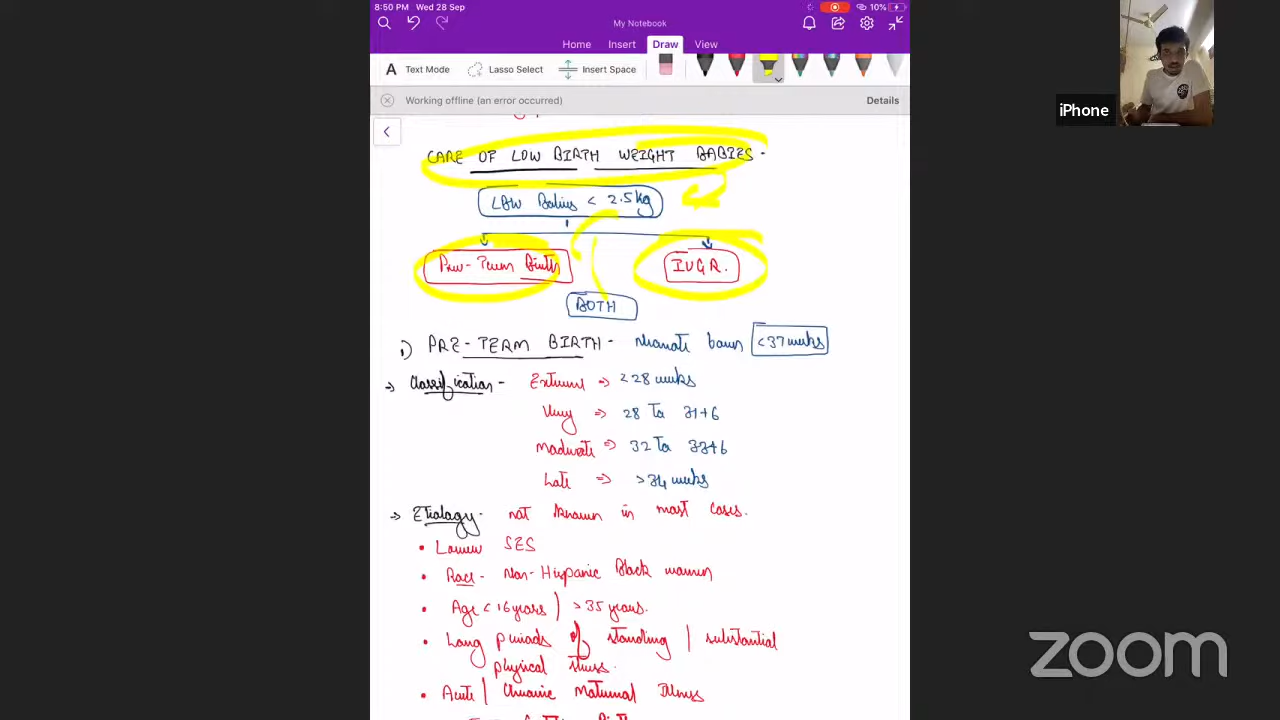 8:50 PM Wed 28 Sep
10%
My Notebook
Home Insert Draw View
A Text Mode Lasso Select Insert Space
Working offline (an error occurred) Details
iPhone
CARE OF LOW BIRTH WEIGHT BABIES -
LBW Babies < 2.5kg
Pre-Term Birth
IUGR.
BOTH
1) PRE-TERM BIRTH - Neonate born <37 weeks
→ Classification - Extreme ⇒ <28 weeks
Very ⇒ 28 to 31+6
Moderate ⇒ 32 to 33+6
Late ⇒ >34 weeks
→ Etiology - not known in most cases.
• Lower SES
• Race - Non-Hispanic Black women
• Age <16 years / >35 years.
• Long periods of standing / substantial
physical stress.
• Acute / Chronic Maternal Illness
zoom